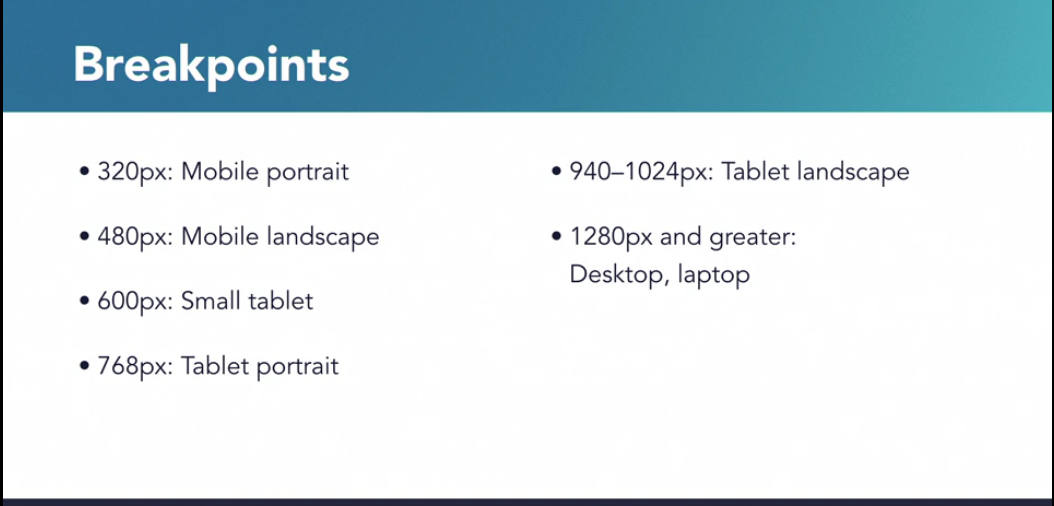 Breakpoints
• 320px: Mobile portrait
• 480px: Mobile landscape
• 600px: Small tablet
• 768px: Tablet portrait
• 940–1024px: Tablet landscape
• 1280px and greater:
Desktop, laptop